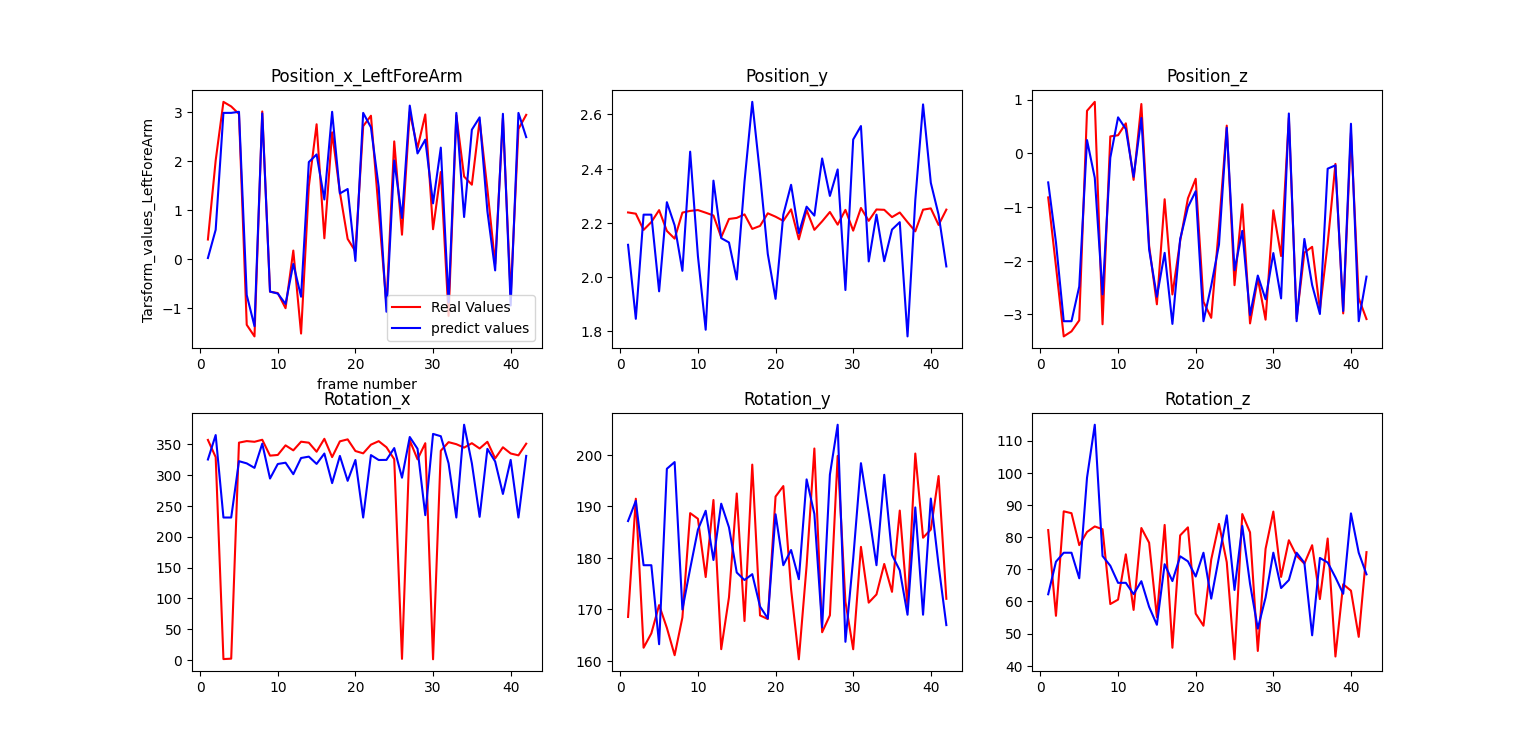 Position_x_LeftForeArm
Position_y
Position_z
Tarsform_values_LeftForeArm
3
2
1
0
−1
Real Values
predict values
0 10 20 30 40
frame number
2.6
2.4
2.2
2.0
1.8
0 10 20 30 40
1
0
−1
−2
−3
0 10 20 30 40
Rotation_x
Rotation_y
Rotation_z
350
300
250
200
150
100
50
0
0 10 20 30 40
200
190
180
170
160
0 10 20 30 40
110
100
90
80
70
60
50
40
0 10 20 30 40